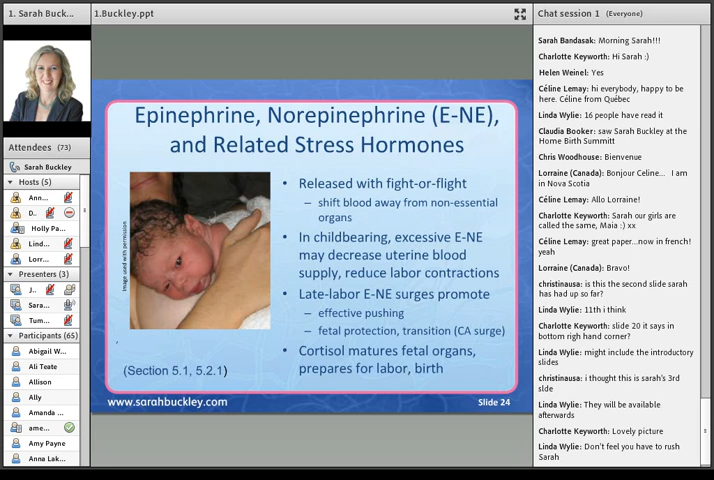 1. Sarah Buck...
Attendees (73)
Sarah Buckley
Hosts (5)
Ann...
D..
Holly Pa...
Lind...
Lorr...
Presenters (3)
J..
Sara...
Tum...
Participants (65)
Abigail W...
Ali Teate
Allison
Ally
Amanda ...
ame...
Amy Payne
Anna Lak...
1.Buckley.ppt
Epinephrine, Norepinephrine (E-NE),
and Related Stress Hormones
Image used with permission
• Released with fight-or-flight
– shift blood away from non-essential
organs
• In childbearing, excessive E-NE
may decrease uterine blood
supply, reduce labor contractions
• Late-labor E-NE surges promote
– effective pushing
– fetal protection, transition (CA surge)
• Cortisol matures fetal organs,
prepares for labor, birth
(Section 5.1, 5.2.1)
www.sarahbuckley.com
Slide 24
Chat session 1 (Everyone)
Sarah Bandasak: Morning Sarah!!!
Charlotte Keyworth: Hi Sarah :)
Helen Weinel: Yes
Céline Lemay: hi everybody, happy to
be here. Céline from Québec
Linda Wylie: 16 people have read it
Claudia Booker: saw Sarah Buckley at the
Home Birth Summitt
Chris Woodhouse: Bienvenue
Lorraine (Canada): Bonjour Celine... I am
in Nova Scotia
Céline Lemay: Allo Lorraine!
Charlotte Keyworth: Sarah our girls are
called the same, Maia :) xx
Céline Lemay: great paper...now in french!
yeah
Lorraine (Canada): Bravo!
christinausa: is this the second slide sarah
has had up so far?
Linda Wylie: 11th i think
Charlotte Keyworth: slide 20 it says in
bottom righ hand corner?
Linda Wylie: might include the introductory
slides
christinausa: i thought this is sarah's 3rd
slde
Linda Wylie: They will be available
afterwards
Charlotte Keyworth: Lovely picture
Linda Wylie: Don't feel you have to rush
Sarah